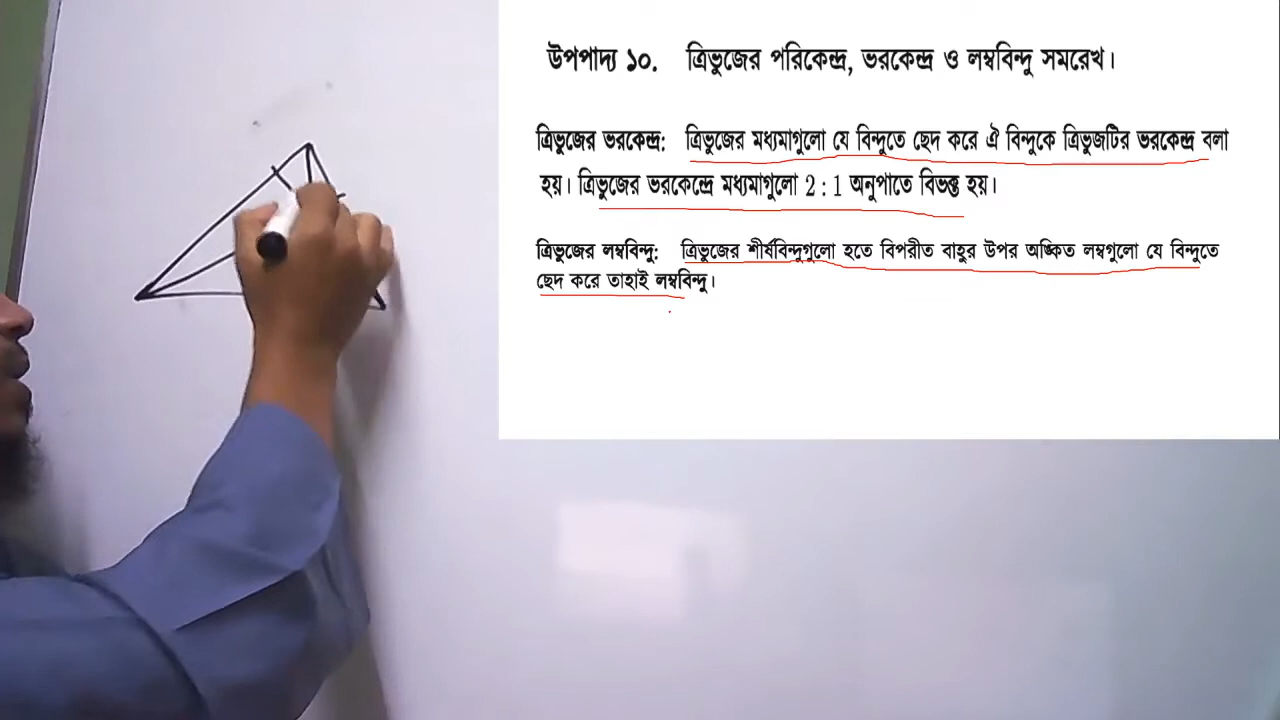 উপপাদ্য ১০. ত্রিভুজের পরিকেন্দ্র, ভরকেন্দ্র ও লম্ববিন্দু সমরেখ।
ত্রিভুজের ভরকেন্দ্র: ত্রিভুজের মধ্যমাগুলো যে বিন্দুতে ছেদ করে ঐ বিন্দুকে ত্রিভুজটির ভরকেন্দ্র বলা
হয়। ত্রিভুজের ভরকেন্দ্রে মধ্যমাগুলো 2 : 1 অনুপাতে বিভক্ত হয়।
ত্রিভুজের লম্ববিন্দু: ত্রিভুজের শীর্ষবিন্দুগুলো হতে বিপরীত বাহুর উপর অঙ্কিত লম্বগুলো যে বিন্দুতে
ছেদ করে তাহাই লম্ববিন্দু।